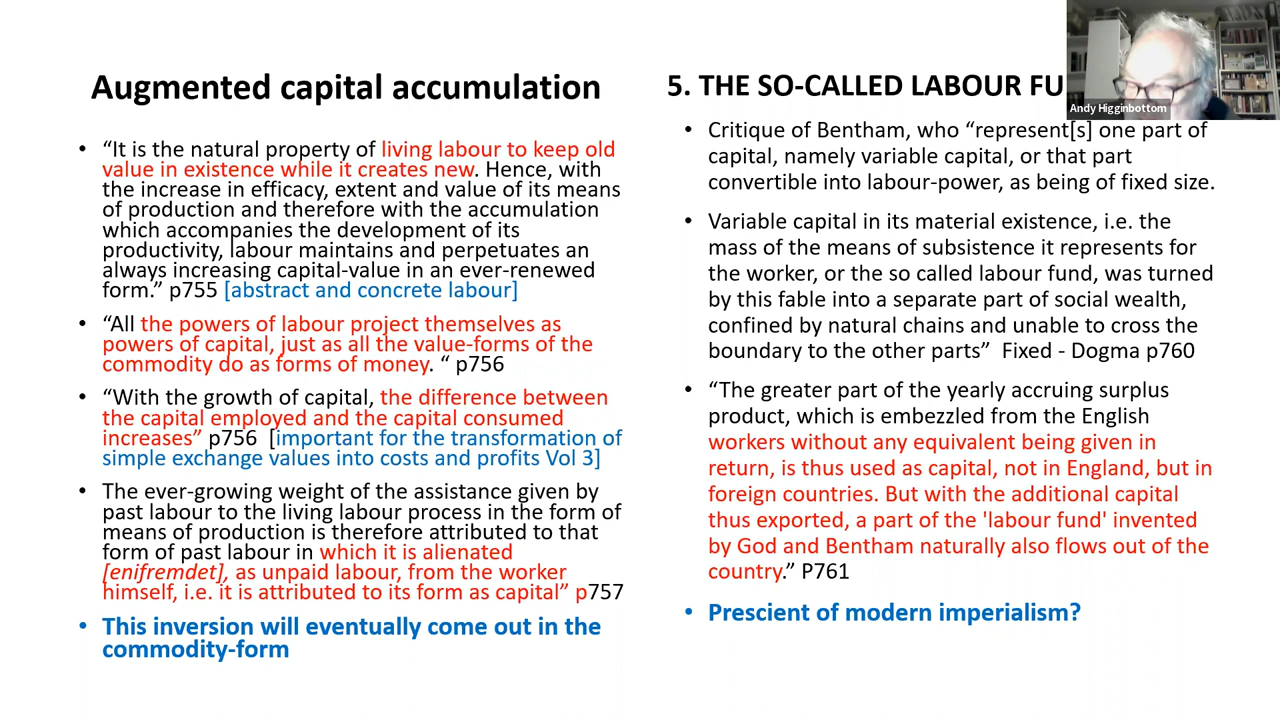 Augmented capital accumulation
• “It is the natural property of living labour to keep old
value in existence while it creates new. Hence, with
the increase in efficacy, extent and value of its means
of production and therefore with the accumulation
which accompanies the development of its
productivity, labour maintains and perpetuates an
always increasing capital-value in an ever-renewed
form.” p755 [abstract and concrete labour]
• “All the powers of labour project themselves as
powers of capital, just as all the value-forms of the
commodity do as forms of money. “ p756
• “With the growth of capital, the difference between
the capital employed and the capital consumed
increases” p756 [important for the transformation of
simple exchange values into costs and profits Vol 3]
• The ever-growing weight of the assistance given by
past labour to the living labour process in the form of
means of production is therefore attributed to that
form of past labour in which it is alienated
[enifremdet], as unpaid labour, from the worker
himself, i.e. it is attributed to its form as capital” p757
• This inversion will eventually come out in the
commodity-form
5. THE SO-CALLED LABOUR FU
• Critique of Bentham, who “represent[s] one part of
capital, namely variable capital, or that part
convertible into labour-power, as being of fixed size.
• Variable capital in its material existence, i.e. the
mass of the means of subsistence it represents for
the worker, or the so called labour fund, was turned
by this fable into a separate part of social wealth,
confined by natural chains and unable to cross the
boundary to the other parts” Fixed - Dogma p760
• “The greater part of the yearly accruing surplus
product, which is embezzled from the English
workers without any equivalent being given in
return, is thus used as capital, not in England, but in
foreign countries. But with the additional capital
thus exported, a part of the 'labour fund' invented
by God and Bentham naturally also flows out of the
country.” P761
• Prescient of modern imperialism?
Andy Higginbottom